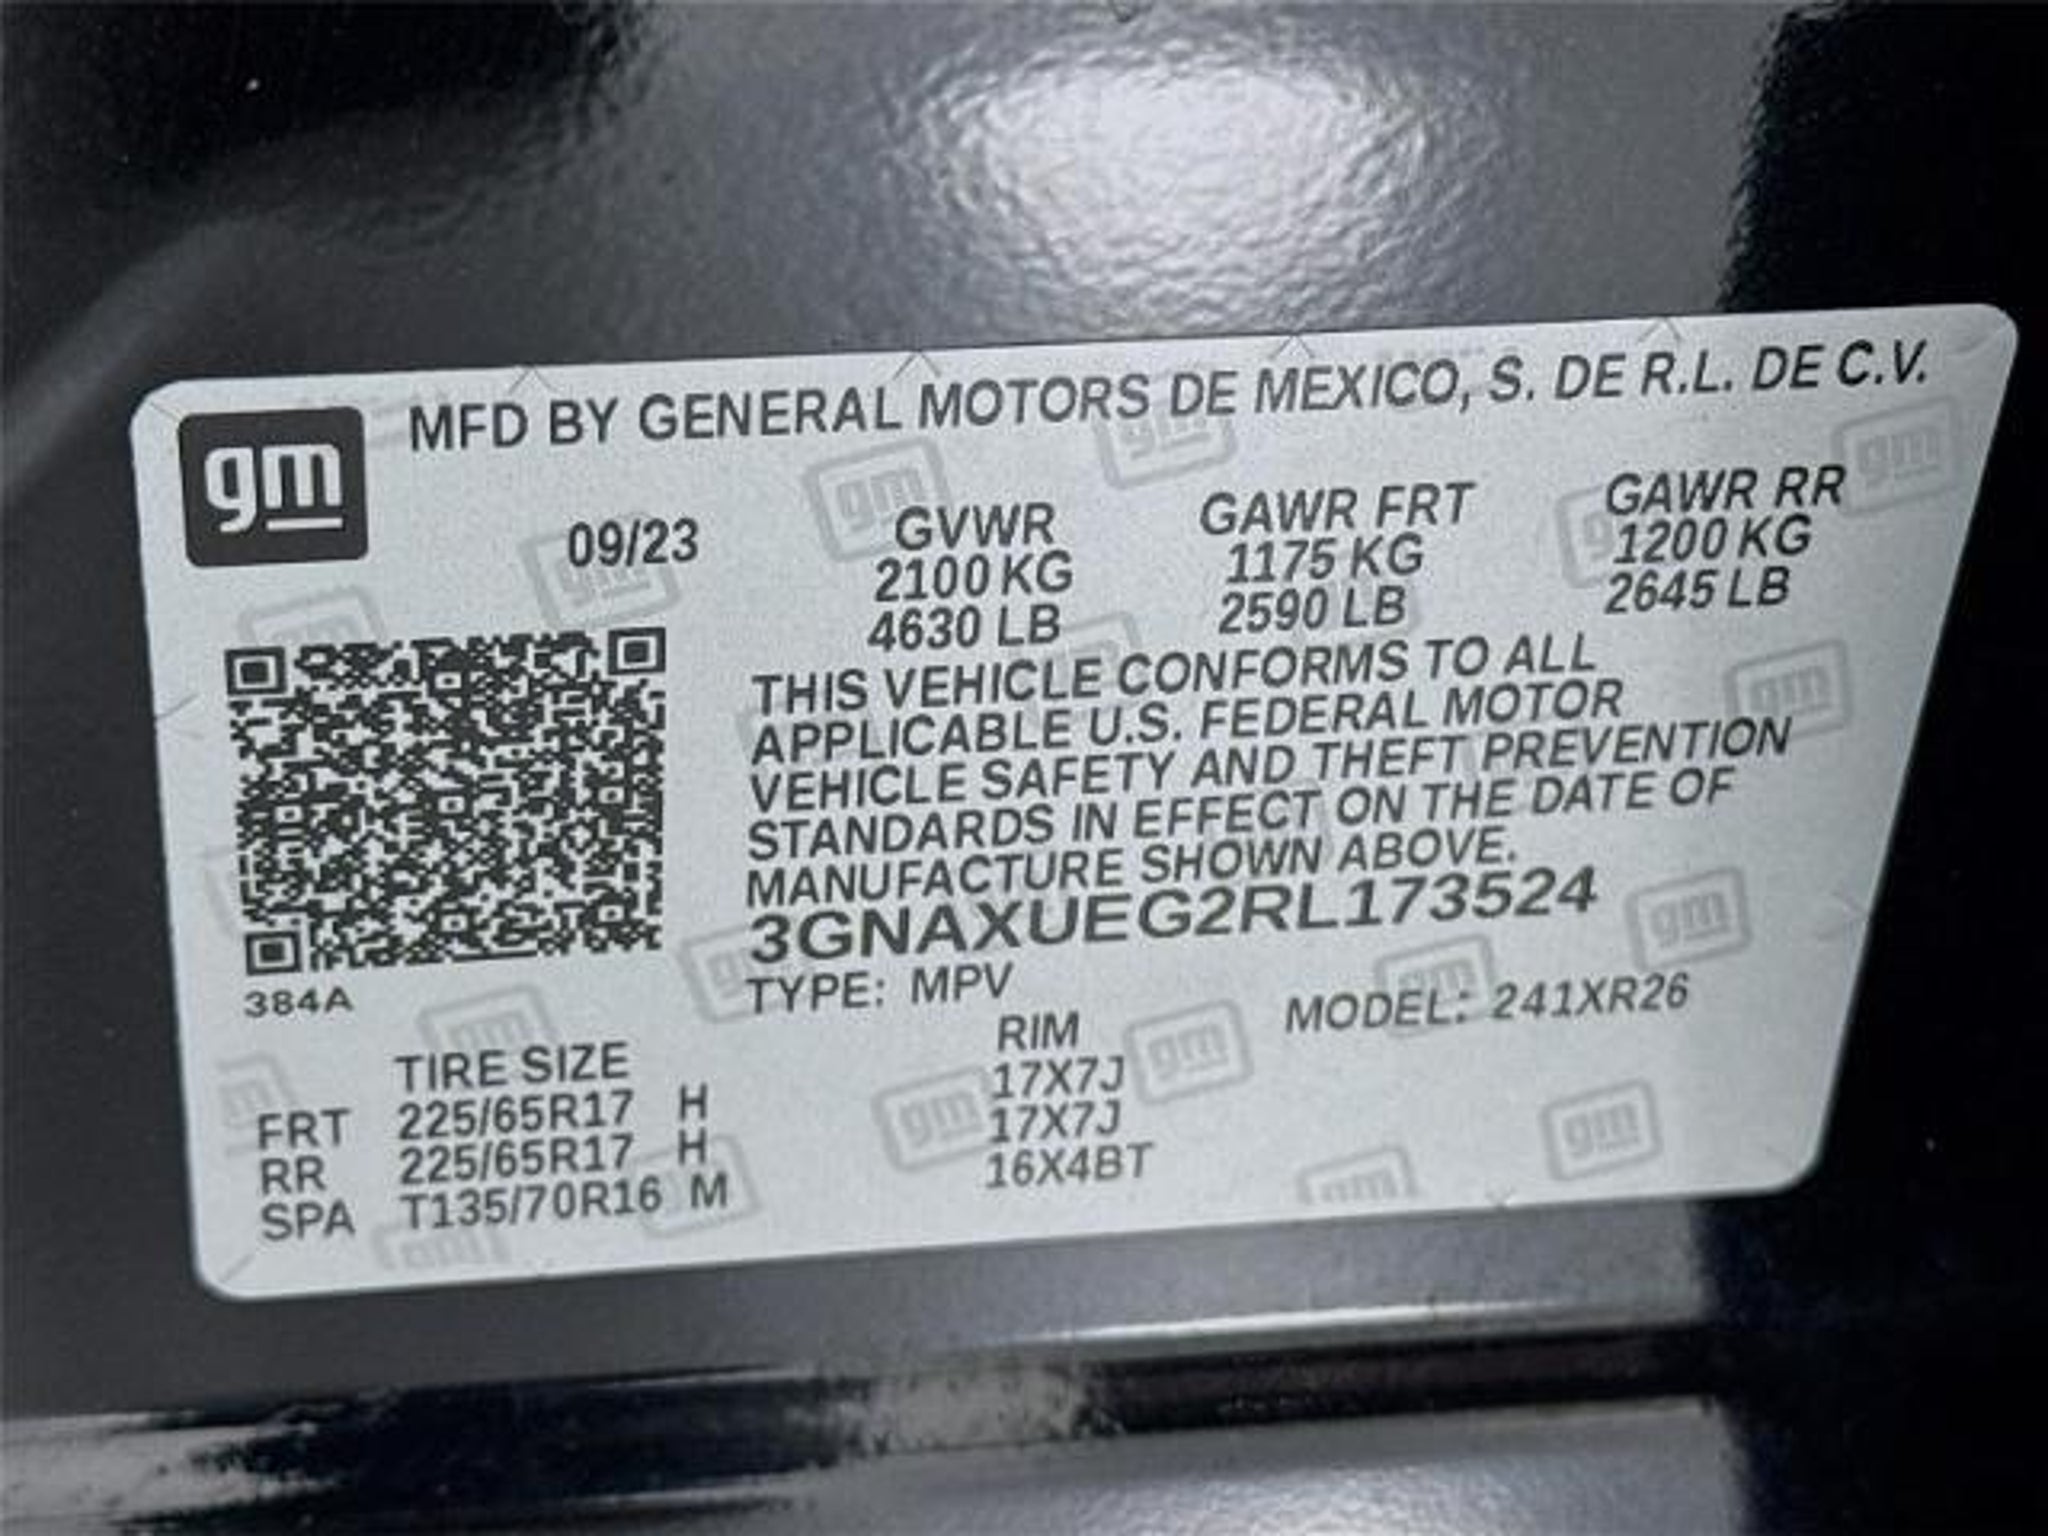 gm MFD BY GENERAL MOTORS DE MEXICO, S. DE R.L. DE C.V.
09/23 GVWR GAWR FRT GAWR RR
2100 KG 1175 KG 1200 KG
4630 LB 2590 LB 2645 LB
THIS VEHICLE CONFORMS TO ALL
APPLICABLE U.S. FEDERAL MOTOR
VEHICLE SAFETY AND THEFT PREVENTION
STANDARDS IN EFFECT ON THE DATE OF
MANUFACTURE SHOWN ABOVE.
3GNAXUEG2RL173524
384A
TYPE: MPV MODEL: 241XR26
TIRE SIZE RIM
FRT 225/65R17 H 17X7J
RR 225/65R17 H 17X7J
SPA T135/70R16 M 16X4BT